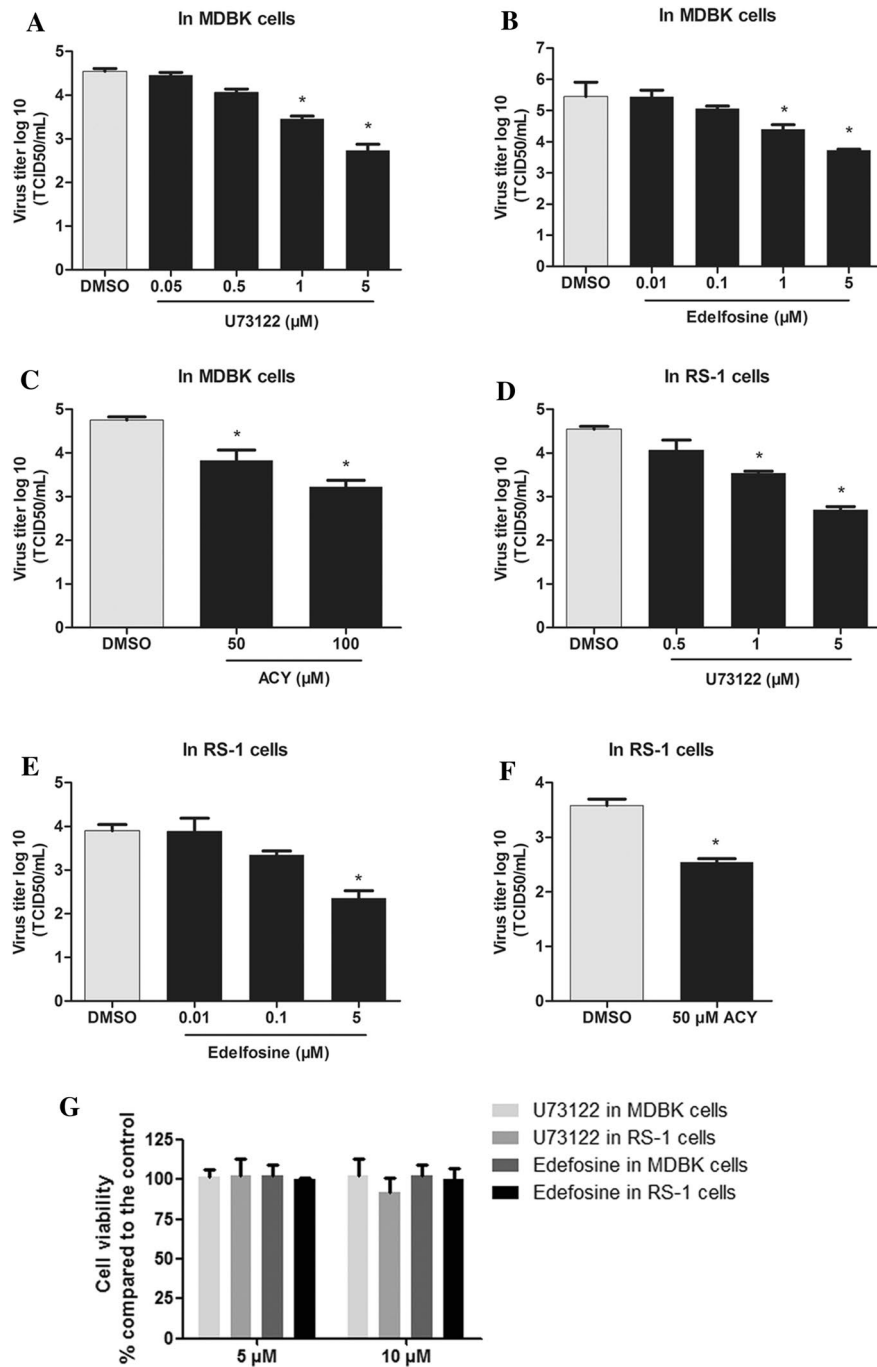 A
In MDBK cells
Virus titer log 10
(TCID50/mL)
5
4
3
2
1
0
*
*
DMSO 0.05 0.5 1 5
U73122 (µM)
B
In MDBK cells
Virus titer log 10
(TCID50/mL)
7
6
5
4
3
2
1
0
*
*
DMSO 0.01 0.1 1 5
Edelfosine (µM)
C
In MDBK cells
Virus titer log 10
(TCID50/mL)
5
4
3
2
1
0
*
*
DMSO 50 100
ACY (µM)
D
In RS-1 cells
Virus titer log 10
(TCID50/mL)
5
4
3
2
1
0
*
*
DMSO 0.5 1 5
U73122 (µM)
E
In RS-1 cells
Virus titer log 10
(TCID50/mL)
5
4
3
2
1
0
*
DMSO 0.01 0.1 5
Edelfosine (µM)
F
In RS-1 cells
Virus titer log 10
(TCID50/mL)
4
3
2
1
0
*
DMSO 50 µM ACY
G
Cell viability
% compared to the control
125
100
75
50
25
0
5 µM 10 µM
U73122 in MDBK cells
U73122 in RS-1 cells
Edefosine in MDBK cells
Edefosine in RS-1 cells